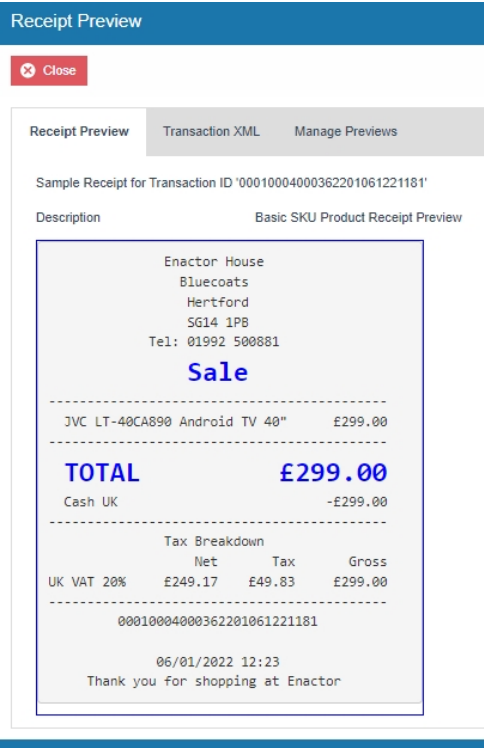 Receipt Preview
Close
Receipt Preview Transaction XML Manage Previews
Sample Receipt for Transaction ID '00010004000362201061221181'
Description Basic SKU Product Receipt Preview
Enactor House
Bluecoats
Hertford
SG14 1PB
Tel: 01992 500881
Sale
JVC LT-40CA890 Android TV 40" £299.00
TOTAL £299.00
Cash UK -£299.00
Tax Breakdown
Net Tax Gross
UK VAT 20% £249.17 £49.83 £299.00
00010004000362201061221181
06/01/2022 12:23
Thank you for shopping at Enactor